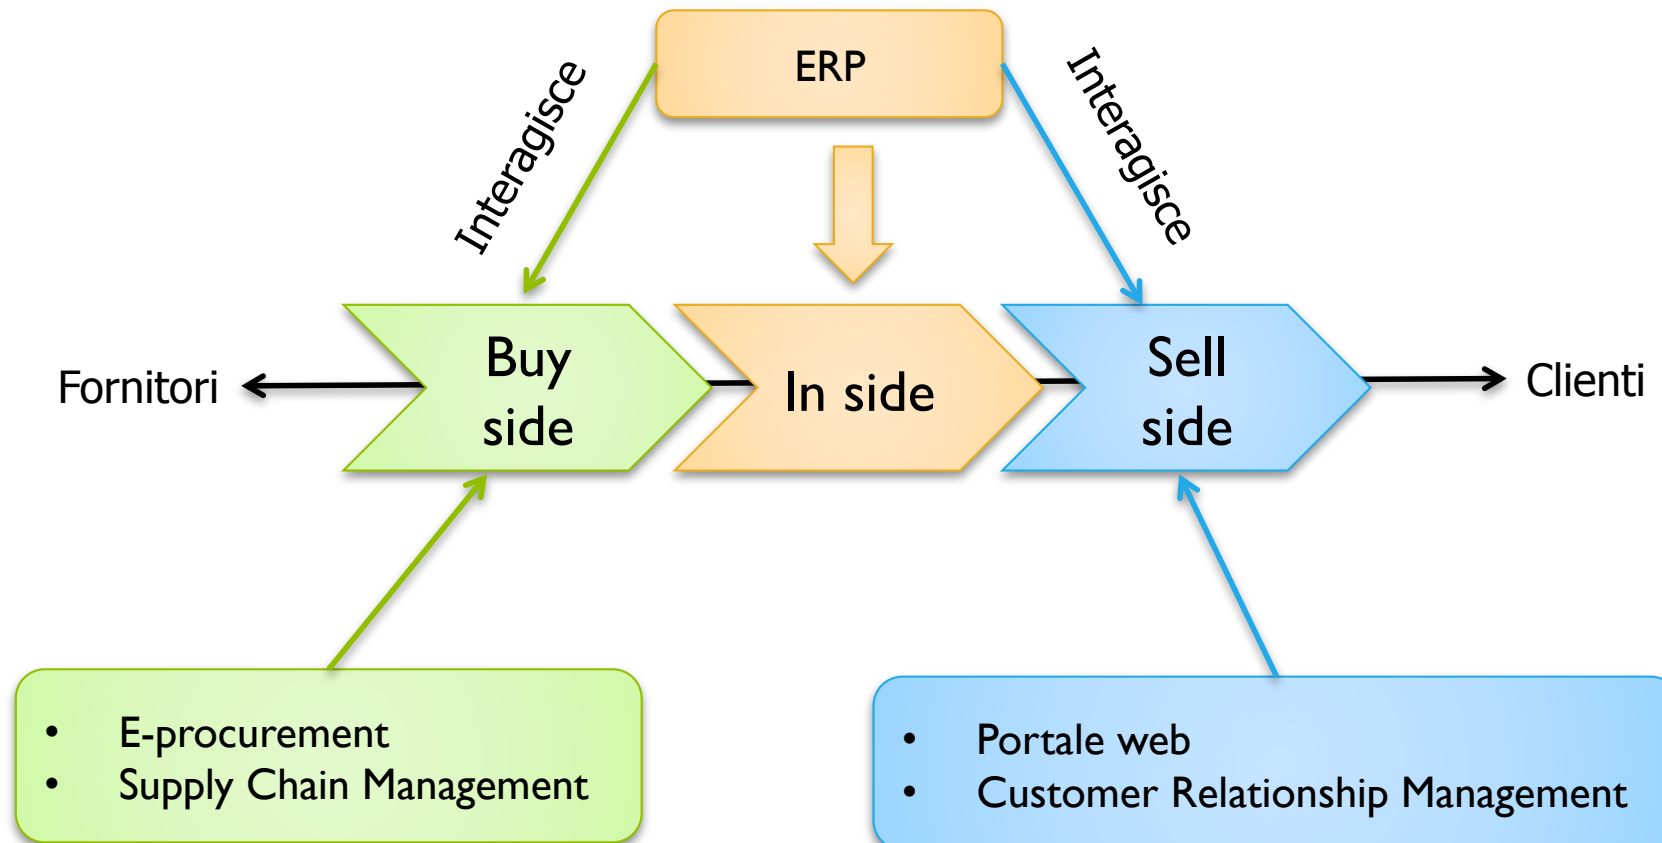 ERP
Interagisce
Interagisce
Fornitori
Buy
side
In side
Sell
side
Clienti
• E-procurement
• Supply Chain Management
• Portale web
• Customer Relationship Management